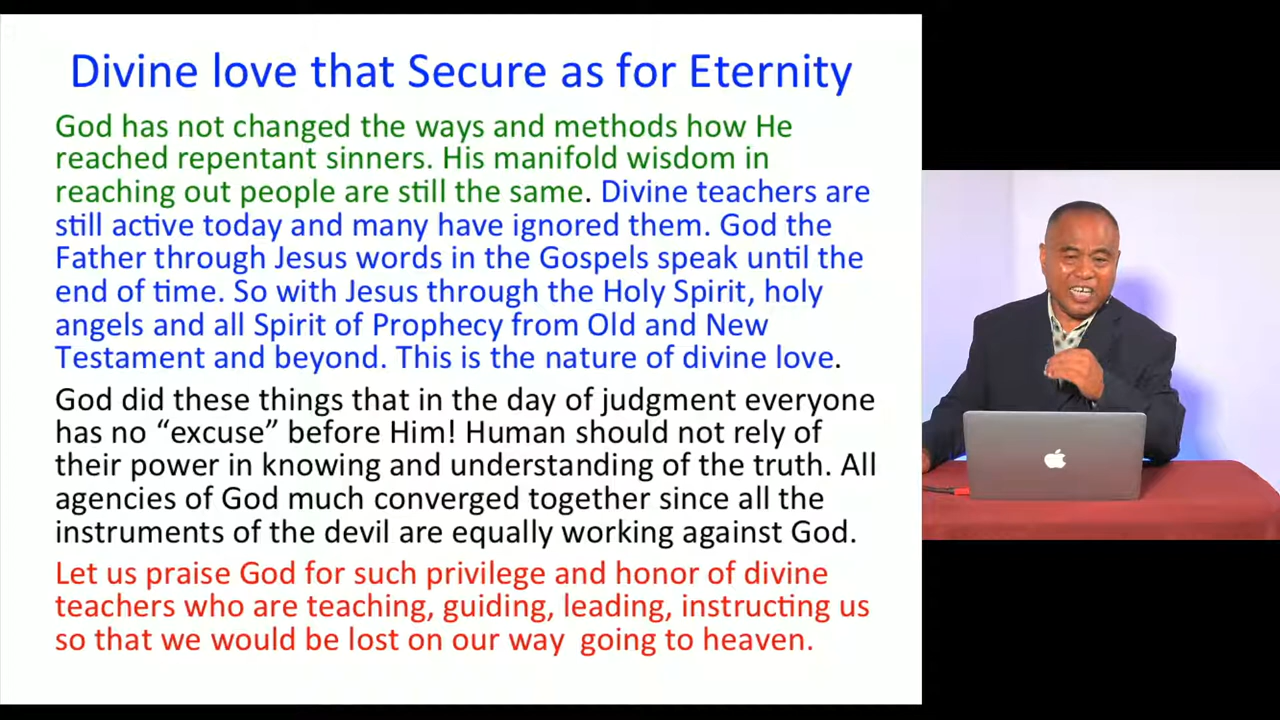 Divine love that Secure as for Eternity
God has not changed the ways and methods how He
reached repentant sinners. His manifold wisdom in
reaching out people are still the same. Divine teachers are
still active today and many have ignored them. God the
Father through Jesus words in the Gospels speak until the
end of time. So with Jesus through the Holy Spirit, holy
angels and all Spirit of Prophecy from Old and New
Testament and beyond. This is the nature of divine love.
God did these things that in the day of judgment everyone
has no “excuse” before Him! Human should not rely of
their power in knowing and understanding of the truth. All
agencies of God much converged together since all the
instruments of the devil are equally working against God.
Let us praise God for such privilege and honor of divine
teachers who are teaching, guiding, leading, instructing us
so that we would be lost on our way  going to heaven.